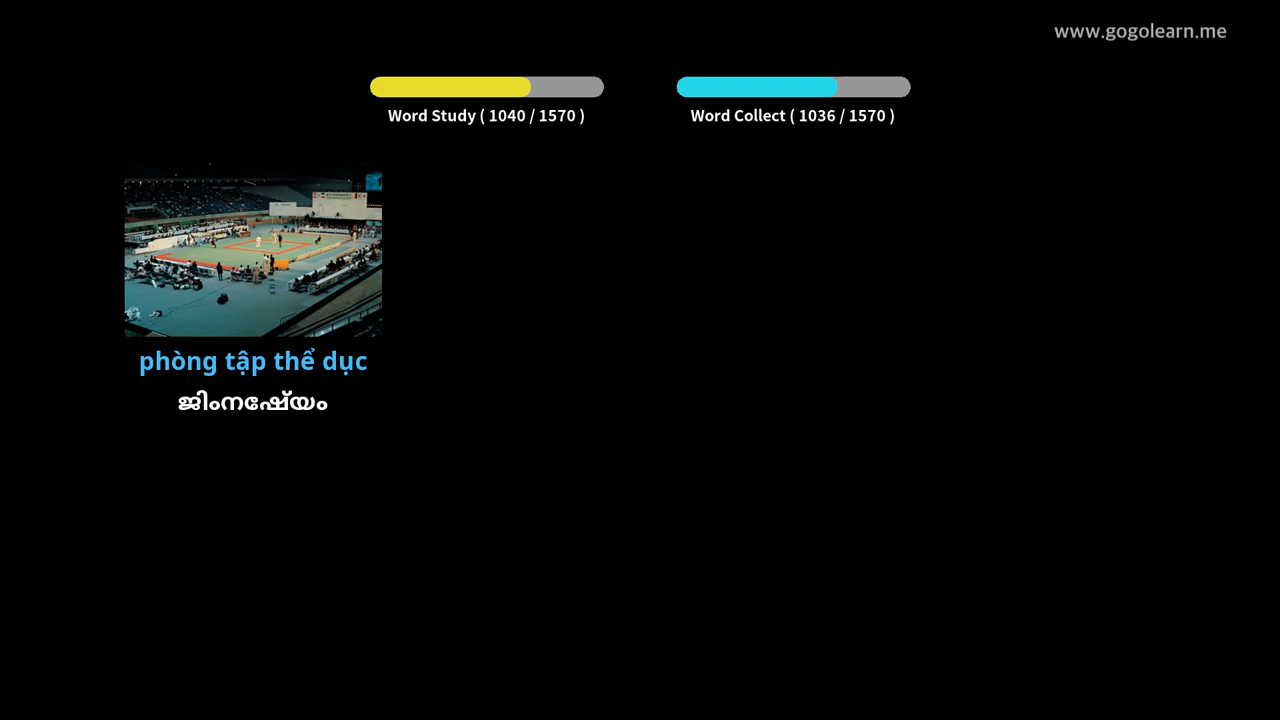 www.gogolearn.me
Word Study ( 1040 / 1570 )
Word Collect ( 1036 / 1570 )
phòng tập thể dục
ജിംനഷ്യേം